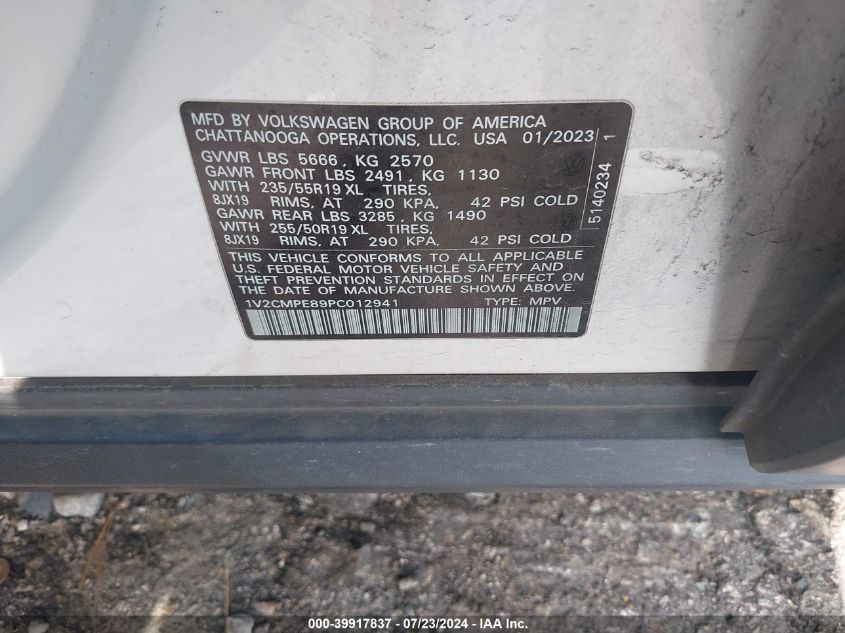 MFD BY VOLKSWAGEN GROUP OF AMERICA
CHATTANOOGA OPERATIONS, LLC. USA 01/2023
GVWR LBS 5666, KG 2570
GAWR FRONT LBS 2491, KG 1130
WITH 235/55R19 XL TIRES,
8JX19 RIMS, AT 290 KPA, 42 PSI COLD
GAWR REAR LBS 3285, KG 1490
WITH 255/50R19 XL TIRES,
8JX19 RIMS, AT 290 KPA, 42 PSI COLD
THIS VEHICLE CONFORMS TO ALL APPLICABLE
U.S. FEDERAL MOTOR VEHICLE SAFETY AND
THEFT PREVENTION STANDARDS IN EFFECT ON
THE DATE OF MANUFACTURE SHOWN ABOVE.
1V2CMPE89PC012941 TYPE: MPV
5140234 1
000-39917837 - 07/23/2024 - IAA Inc.